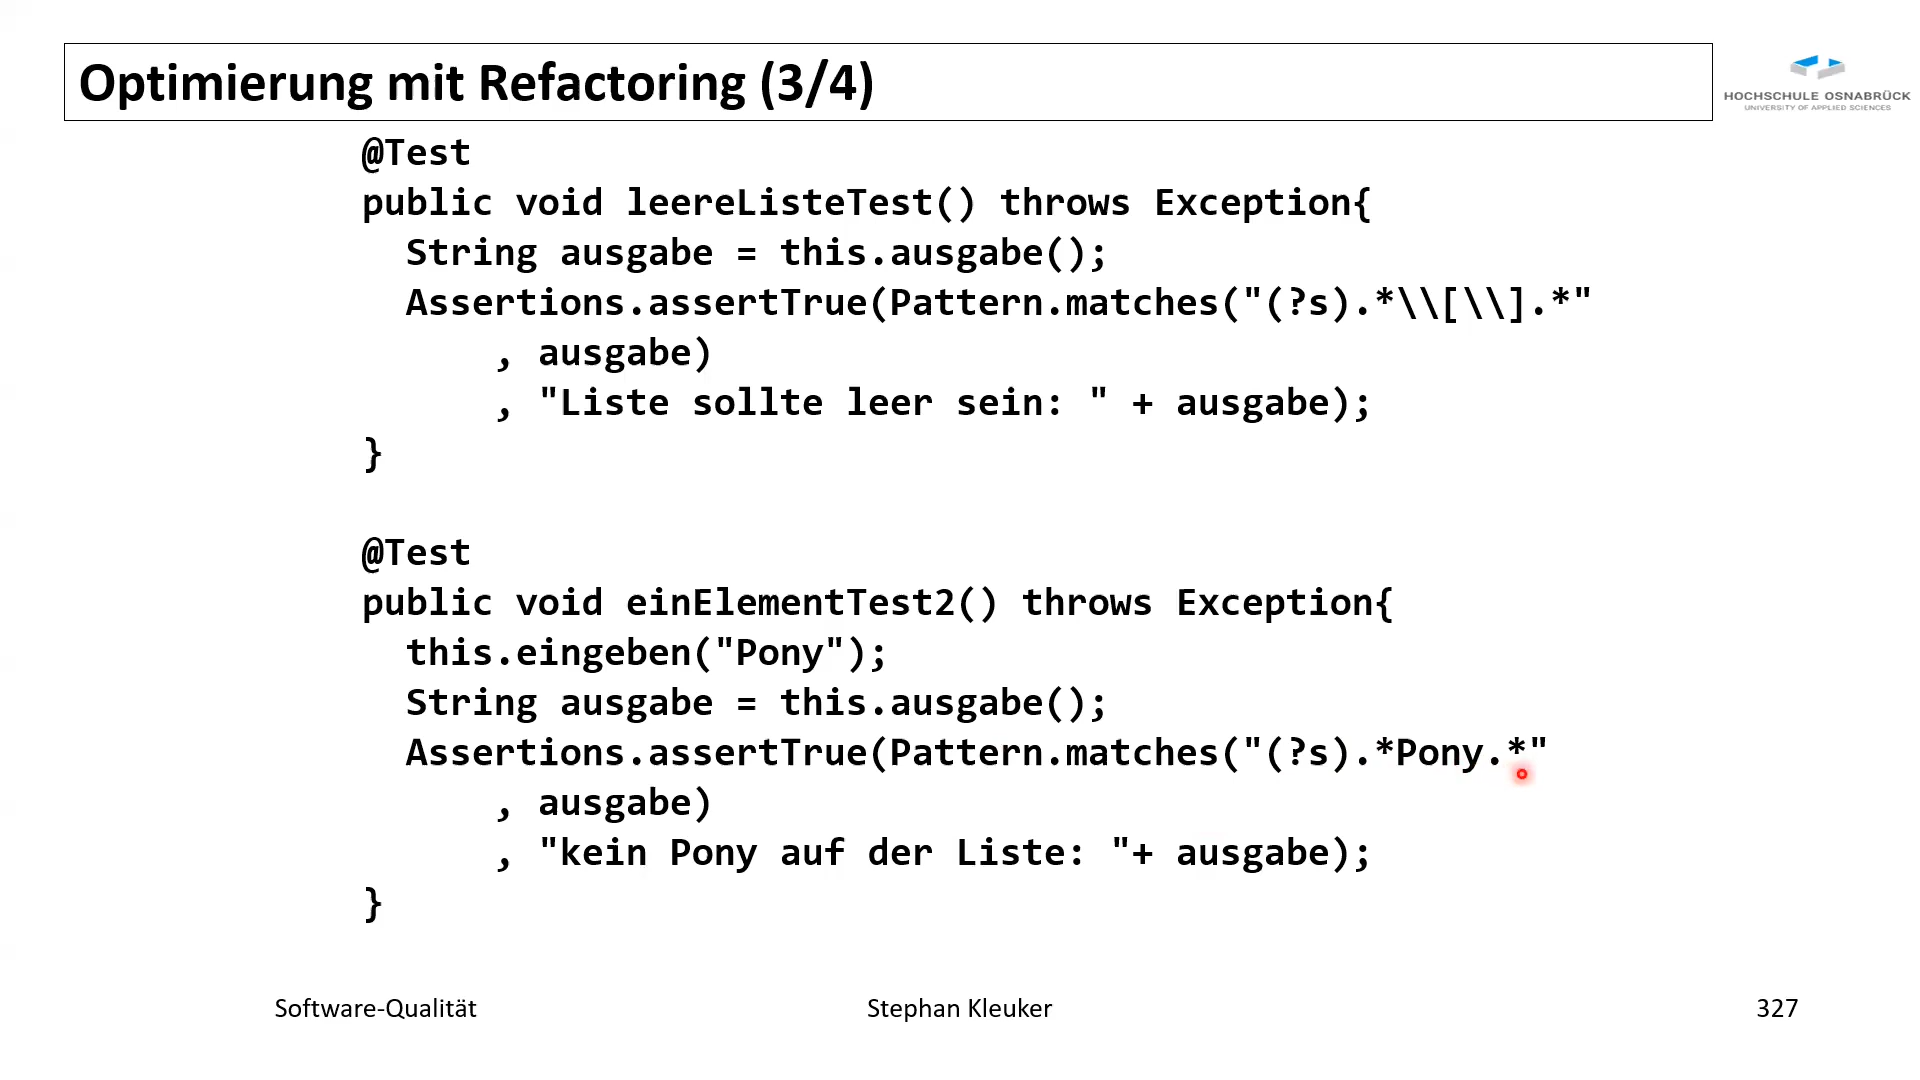 Optimierung mit Refactoring (3/4)
HOCHSCHULE OSNABRÜCK
UNIVERSITY OF APPLIED SCIENCES
@Test
public void leereListeTest() throws Exception{
  String ausgabe = this.ausgabe();
  Assertions.assertTrue(Pattern.matches("(?s).*\\[\\].*"
      , ausgabe)
      , "Liste sollte leer sein: " + ausgabe);
}
@Test
public void einElementTest2() throws Exception{
  this.eingeben("Pony");
  String ausgabe = this.ausgabe();
  Assertions.assertTrue(Pattern.matches("(?s).*Pony.*"
      , ausgabe)
      , "kein Pony auf der Liste: "+ ausgabe);
}
Software-Qualität
Stephan Kleuker
327